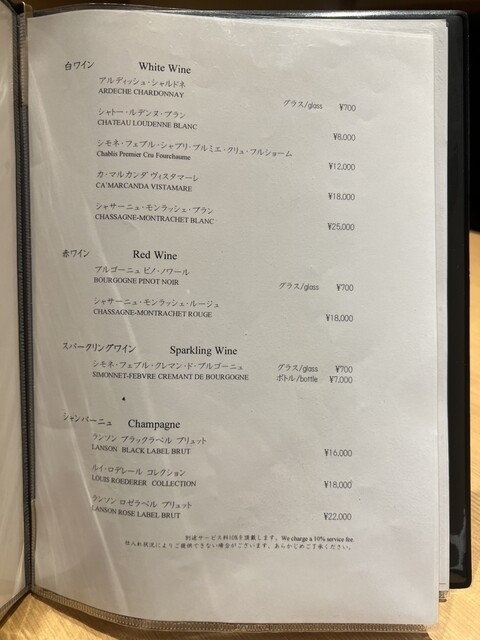 白ワイン White Wine
アルディッシュ・シャルドネ
ARDECHE CHARDONNAY
グラス/glass ¥700
シャトー・ルデンヌ・ブラン
CHATEAU LOUDENNE BLANC
¥8,000
シモネ・フェブル・シャブリ・プルミエ・クリュ・フルショーム
Chablis Premier Cru Fourchaume
¥12,000
カ・マルカンダ ヴィスタマーレ
CA'MARCANDA VISTAMARE
¥18,000
シャサーニュ・モンラッシェ・ブラン
CHASSAGNE-MONTRACHET BLANC
¥25,000
赤ワイン Red Wine
ブルゴーニュ ピノ・ノワール
BOURGOGNE PINOT NOIR
グラス/glass ¥700
シャサーニュ・モンラッシェ・ルージュ
CHASSAGNE-MONTRACHET ROUGE
¥18,000
スパークリングワイン Sparkling Wine
シモネ・フェブル・クレマン・ド・ブルゴーニュ グラス/glass ¥700
SIMONNET-FEBVRE CREMANT DE BOURGOGNE ボトル/bottle ¥7,000
シャンパーニュ Champagne
ランソン ブラックラベル ブリュット
LANSON BLACK LABEL BRUT
¥16,000
ルイ・ロデレール コレクション
LOUIS ROEDERER COLLECTION
¥18,000
ランソン ロゼラベル ブリュット
LANSON ROSE LABEL BRUT
¥22,000
別途サービス料10%を頂戴します。We charge a 10% service fee
仕入れ状況によりご提供できない場合がございます。あらかじめご了承ください。